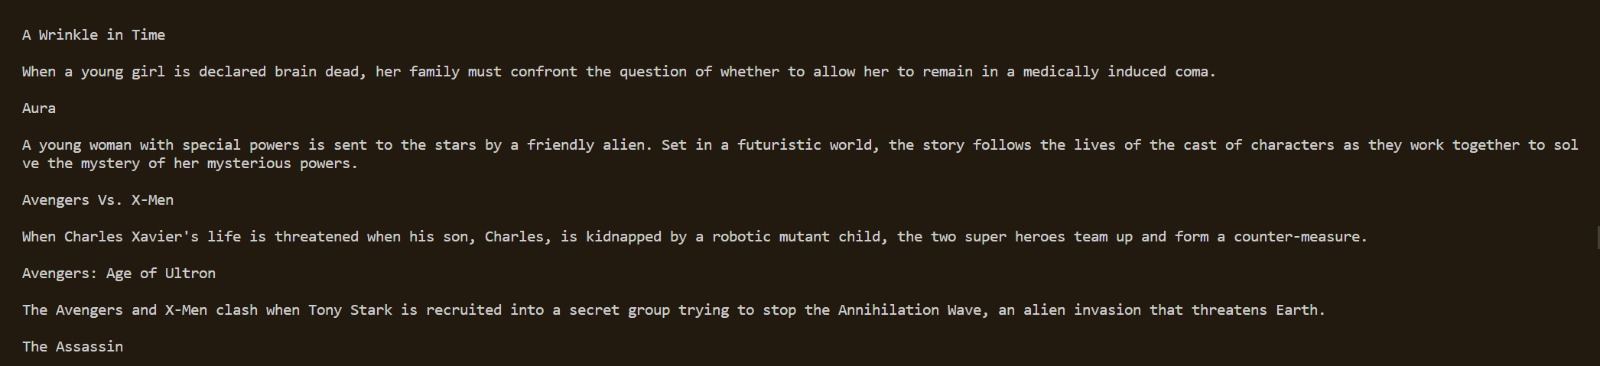 A Wrinkle in Time
When a young girl is declared brain dead, her family must confront the question of whether to allow her to remain in a medically induced coma.
Aura
A young woman with special powers is sent to the stars by a friendly alien. Set in a futuristic world, the story follows the lives of the cast of characters as they work together to sol
ve the mystery of her mysterious powers.
Avengers Vs. X-Men
When Charles Xavier's life is threatened when his son, Charles, is kidnapped by a robotic mutant child, the two super heroes team up and form a counter-measure.
Avengers: Age of Ultron
The Avengers and X-Men clash when Tony Stark is recruited into a secret group trying to stop the Annihilation Wave, an alien invasion that threatens Earth.
The Assassin